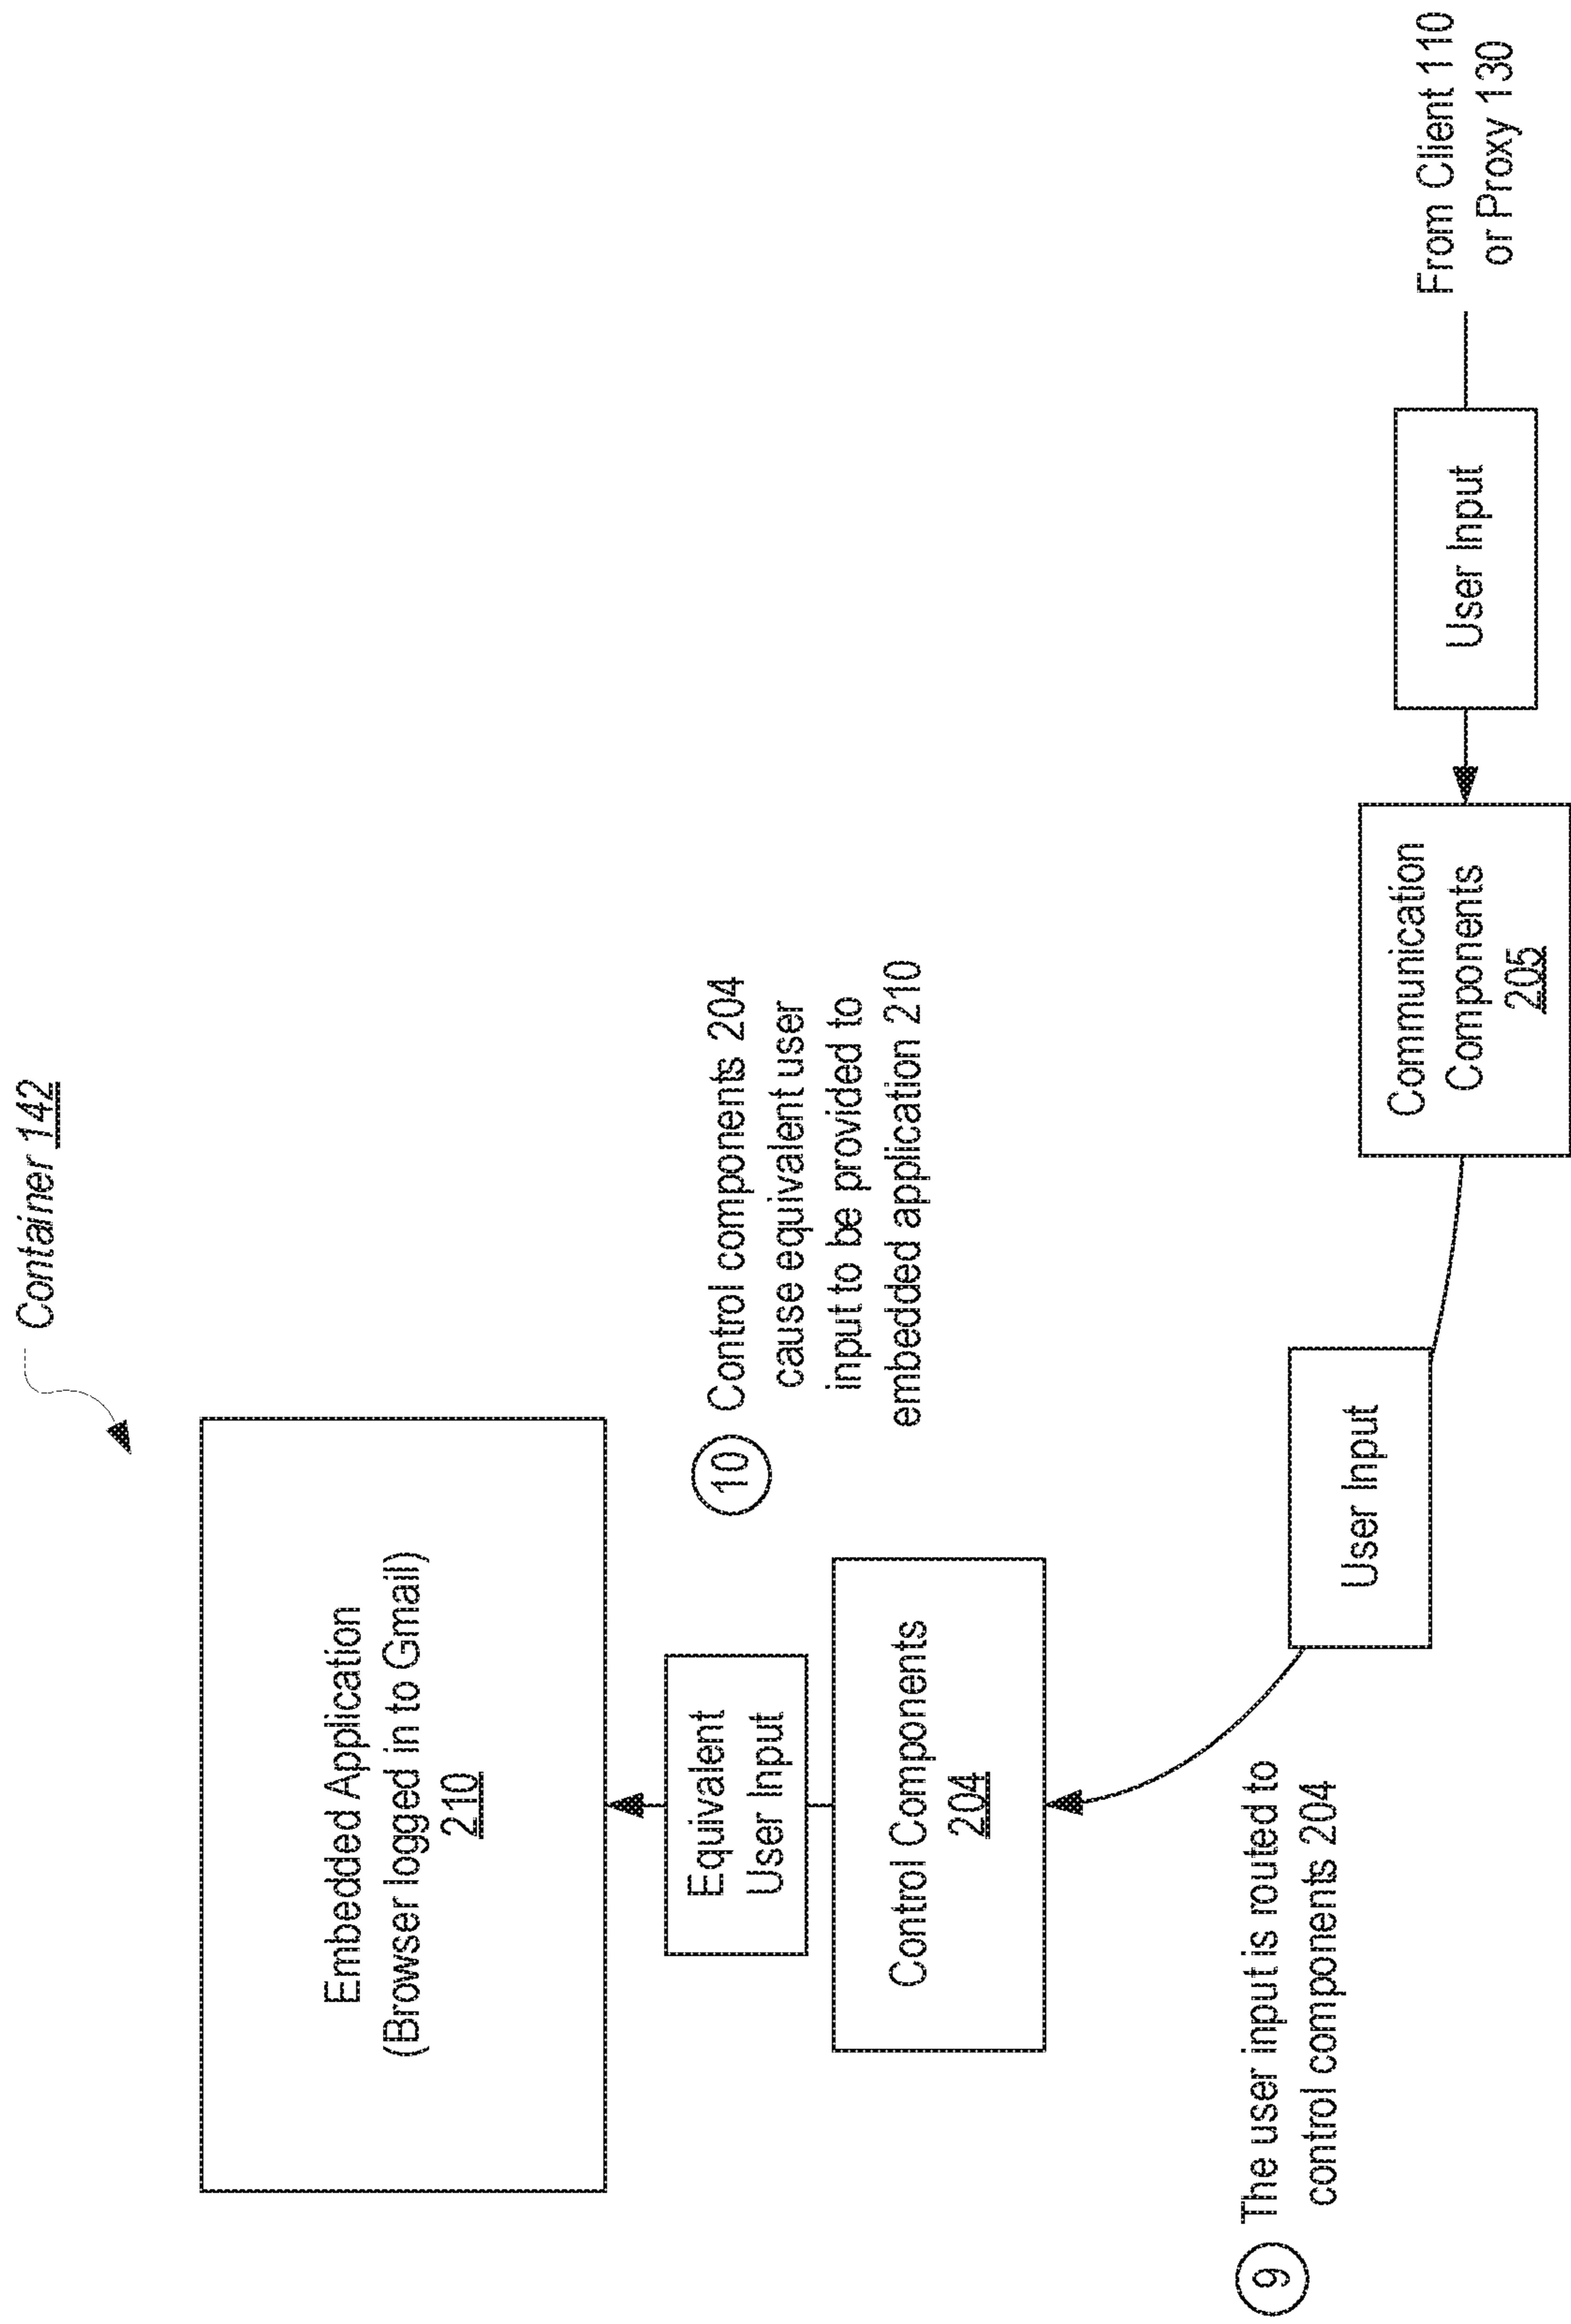 Container 142
Embedded Application
(Browser logged in to Gmail)
210
Equivalent
User Input
10
Control components 204
cause equivalent user
input to be provided to
embedded application 210
Control Components
204
9
The user input is routed to
control components 204
User Input
Communication
Components
205
User Input
From Client 110
or Proxy 130